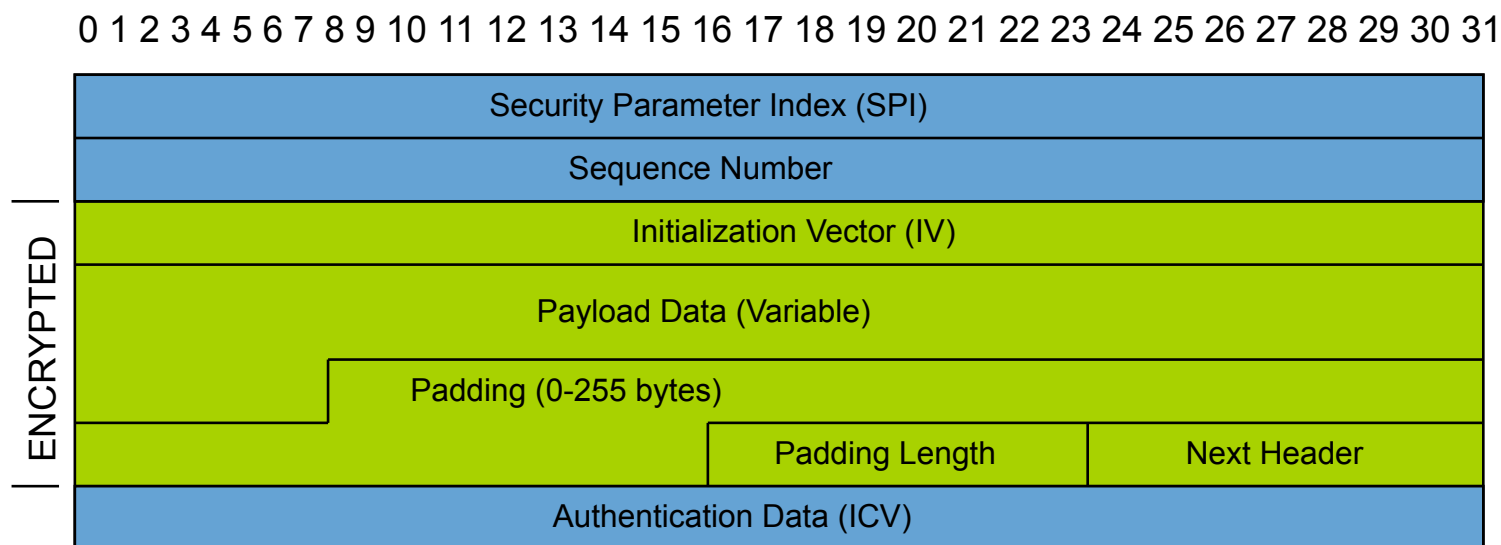 0 1 2 3 4 5 6 7 8 9 10 11 12 13 14 15 16 17 18 19 20 21 22 23 24 25 26 27 28 29 30 31
Security Parameter Index (SPI)
Sequence Number
ENCRYPTED
Initialization Vector (IV)
Payload Data (Variable)
Padding (0-255 bytes)
Padding Length Next Header
Authentication Data (ICV)